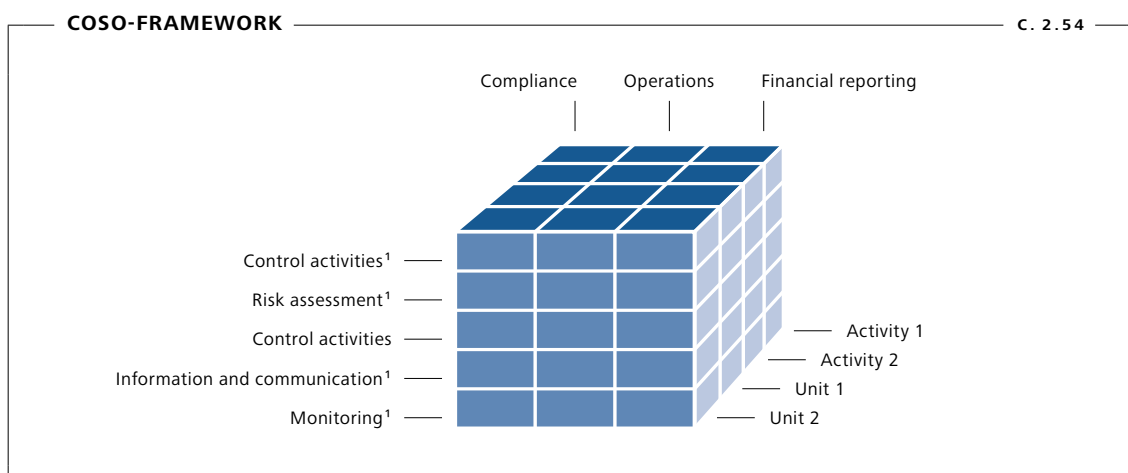 COSO-FRAMEWORK C. 2.54
Compliance Operations Financial reporting
Control activities¹
Risk assessment¹
Control activities
Information and communication¹
Monitoring¹
Activity 1
Activity 2
Unit 1
Unit 2